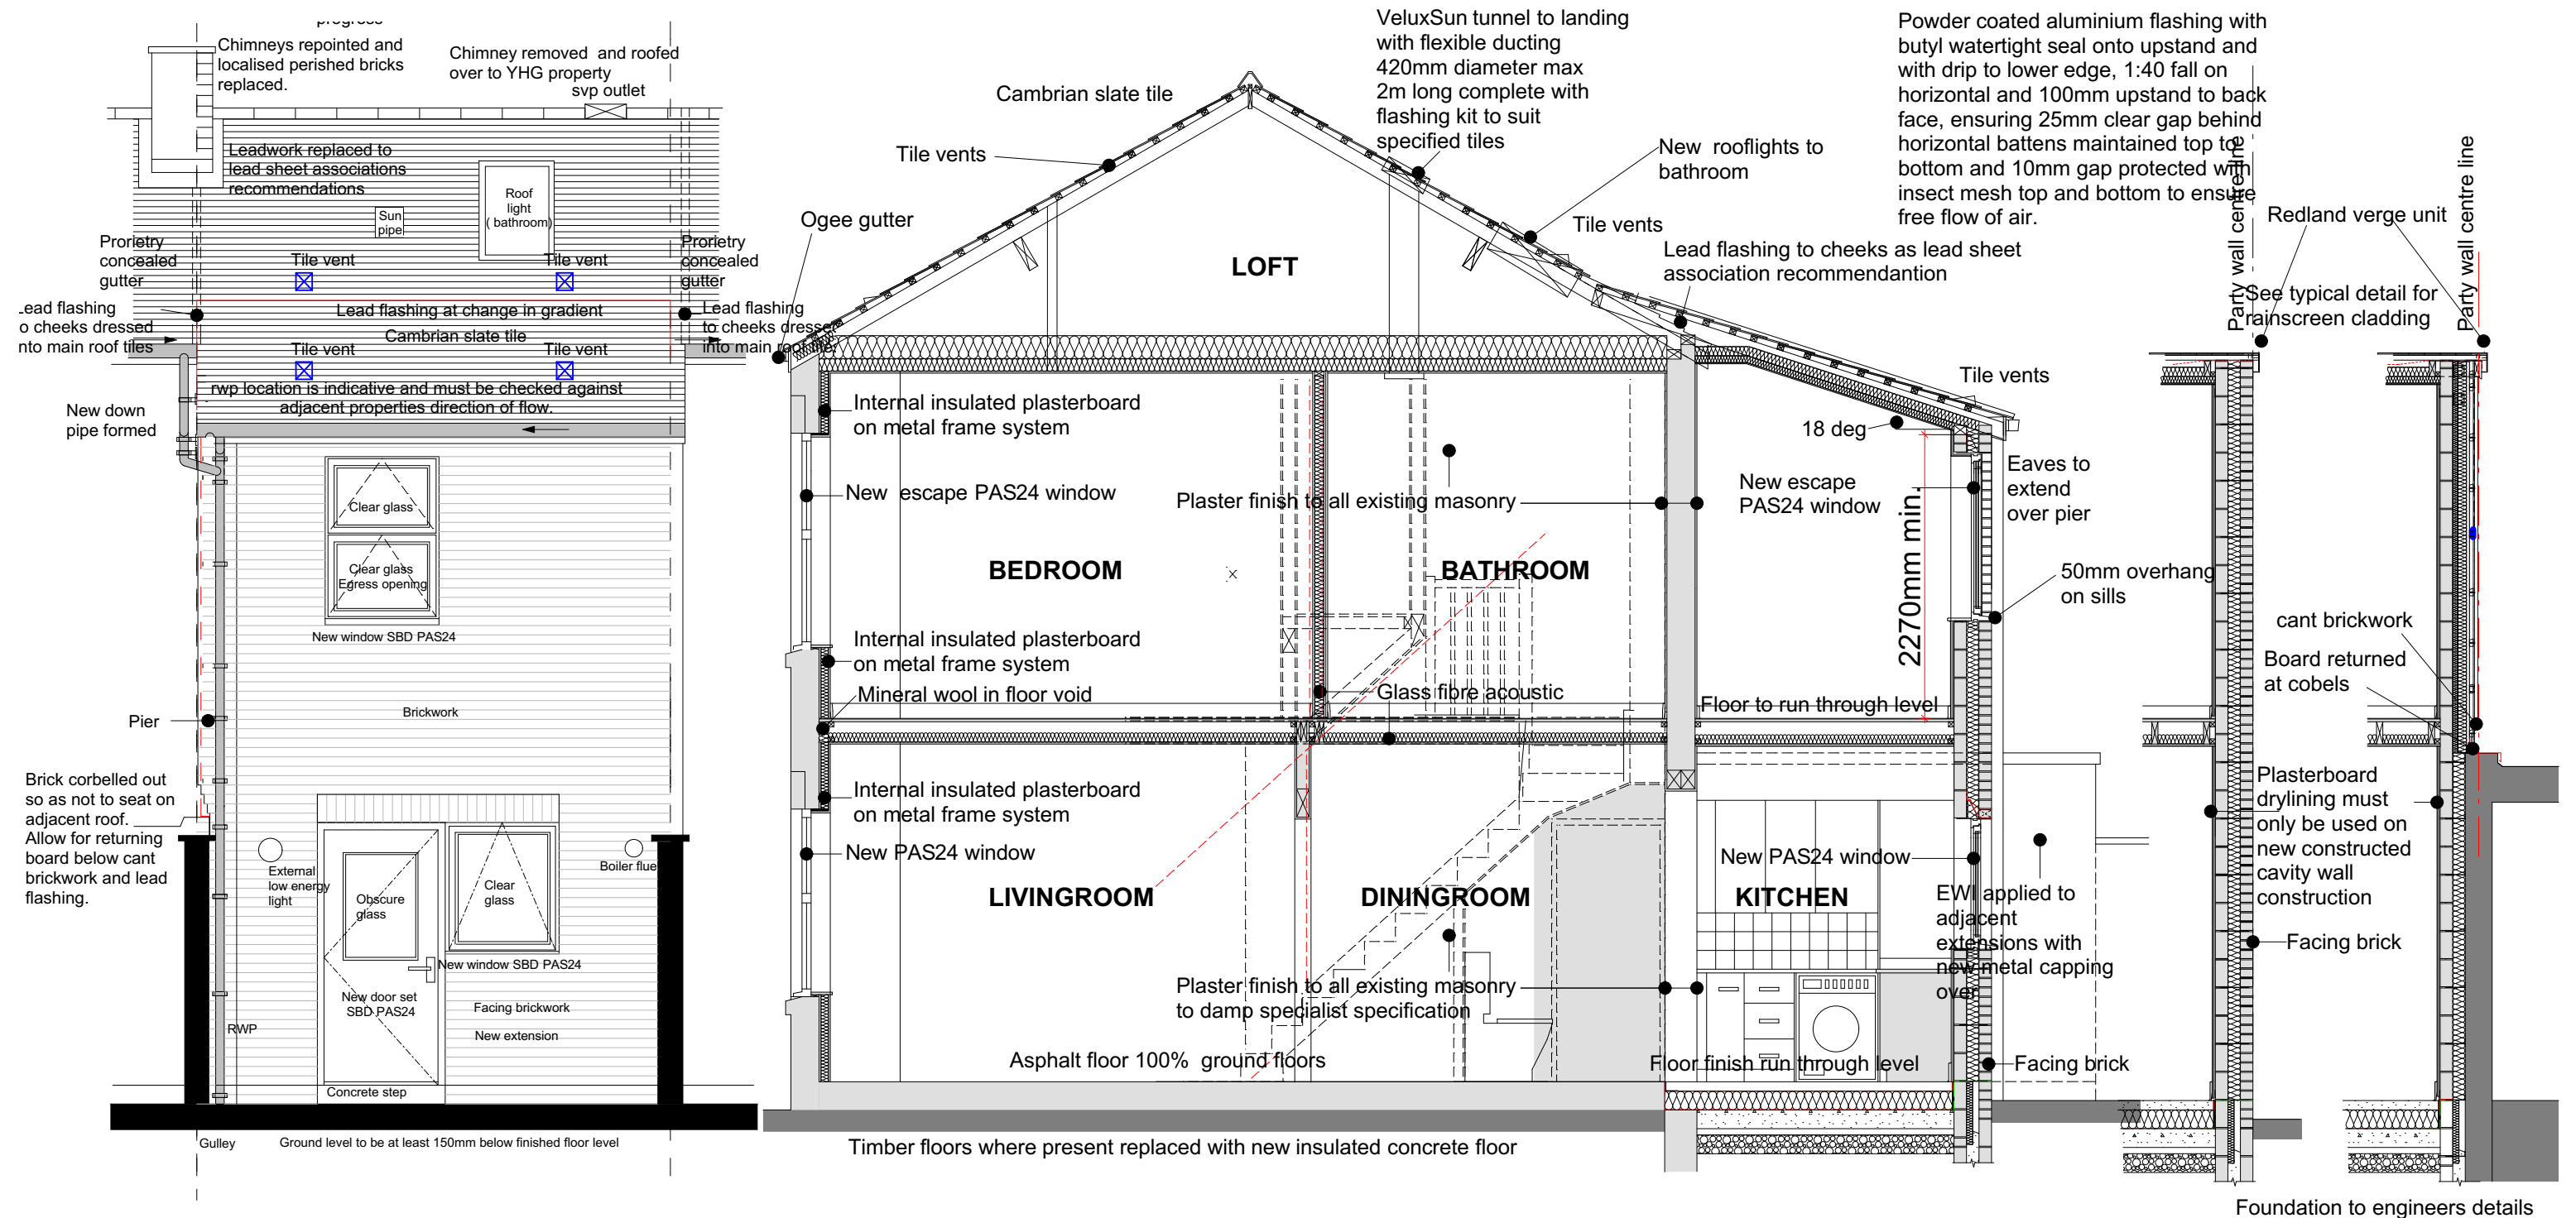 progress
Chimneys repointed and
localised perished bricks
replaced.
Chimney removed  and roofed
over to YHG property
svp outlet
Leadwork replaced to
lead sheet associations
recommendations
Roof
light
( bathroom)
Sun
pipe
Prorietry
concealed
gutter
Prorietry
concealed
gutter
Tile vent
Tile vent
Lead flashing at change in gradient
Cambrian slate tile
ead flashing
o cheeks dressed
nto main roof tiles
Lead flashing
to cheeks dresse
into main roof tile
Tile vent
Tile vent
rwp location is indicative and must be checked against
adjacent properties direction of flow.
New down
pipe formed
Clear glass
Clear glass
Egress opening
New window SBD PAS24
Pier
Brickwork
Brick corbelled out
so as not to seat on
adjacent roof.
Allow for returning
board below cant
brickwork and lead
flashing.
External
low energy
light
Obscure
glass
Clear
glass
Boiler flue
New window SBD PAS24
New door set
SBD PAS24
Facing brickwork
New extension
RWP
Concrete step
Gulley
Ground level to be at least 150mm below finished floor level
Cambrian slate tile
Tile vents
Ogee gutter
VeluxSun tunnel to landing
with flexible ducting
420mm diameter max
2m long complete with
flashing kit to suit
specified tiles
New  rooflights to
bathroom
Tile vents
Lead flashing to cheeks as lead sheet
association recommendantion
LOFT
Powder coated aluminium flashing with
butyl watertight seal onto upstand and
with drip to lower edge, 1:40 fall on
horizontal and 100mm upstand to back
face, ensuring 25mm clear gap behind
horizontal battens maintained top to
bottom and 10mm gap protected with
insect mesh top and bottom to ensure
free flow of air.
Party wall centre line
Party wall centre line
Redland verge unit
See typical detail for
rainscreen cladding
Tile vents
18 deg
Internal insulated plasterboard
on metal frame system
New  escape PAS24 window
Plaster finish to all existing masonry
New escape
PAS24 window
2270mm min.
Eaves to
extend
over pier
BEDROOM
x
BATHROOM
50mm overhang
on sills
cant brickwork
Board returned
at cobels
Internal insulated plasterboard
on metal frame system
Mineral wool in floor void
Glass fibre acoustic
Floor to run through level
Internal insulated plasterboard
on metal frame system
New PAS24 window
New PAS24 window
Plasterboard
drylining must
only be used on
new constructed
cavity wall
construction
LIVINGROOM
DININGROOM
KITCHEN
EWI applied to
adjacent
extensions with
new metal capping
over
Facing brick
Plaster finish to all existing masonry
to damp specialist specification
Asphalt floor 100%  ground floors
Floor finish run through level
Facing brick
Timber floors where present replaced with new insulated concrete floor
Foundation to engineers details